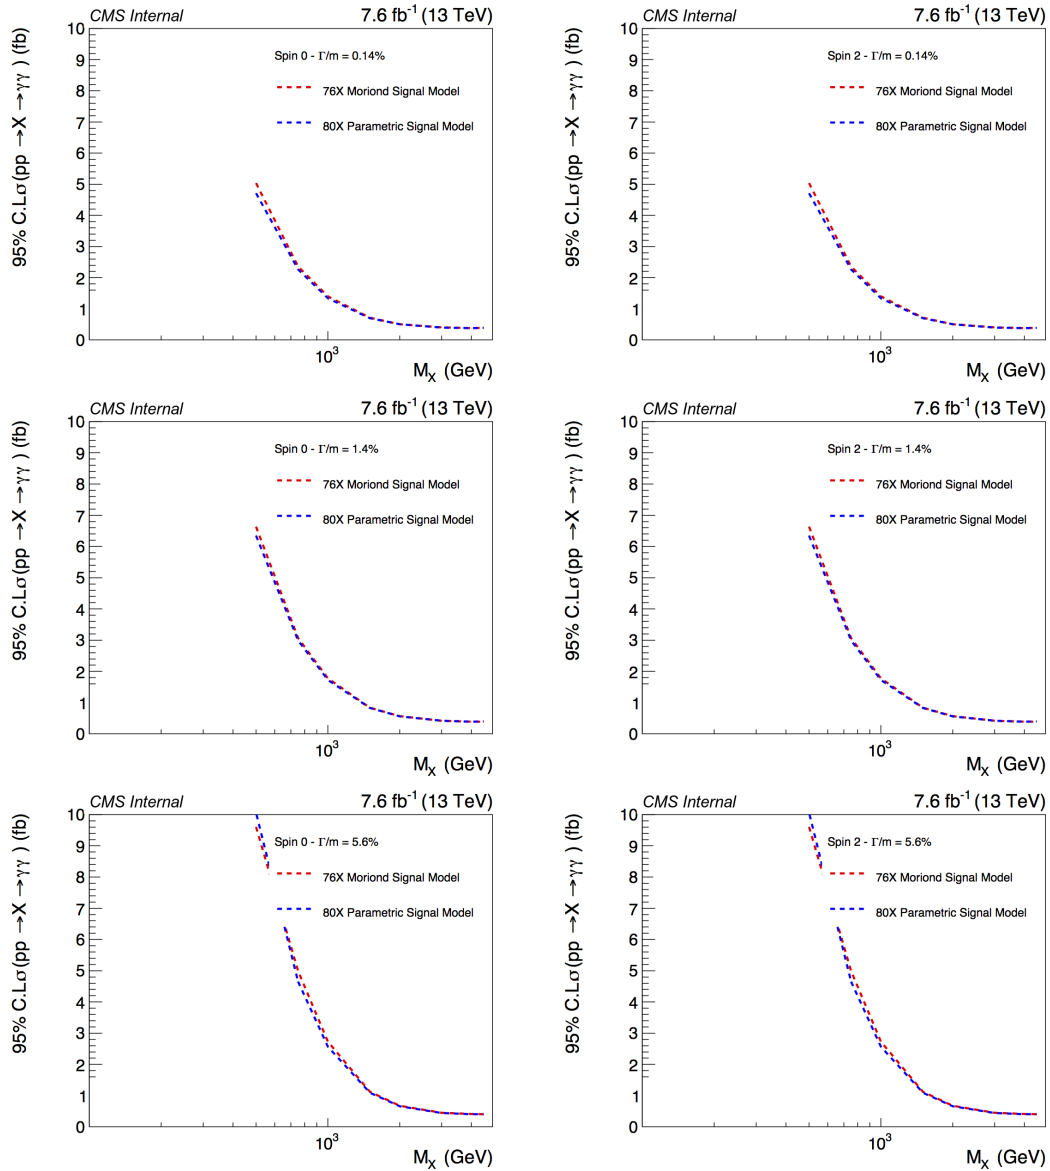 CMS Internal 7.6 fb⁻¹ (13 TeV)
95% C.Lσ(pp →X →γγ ) (fb)
10
9
8
7
6
5
4
3
2
1
0
Spin 0 - Γ/m = 0.14%
76X Moriond Signal Model
80X Parametric Signal Model
10³
M_X (GeV)
CMS Internal 7.6 fb⁻¹ (13 TeV)
95% C.Lσ(pp →X →γγ ) (fb)
10
9
8
7
6
5
4
3
2
1
0
Spin 2 - Γ/m = 0.14%
76X Moriond Signal Model
80X Parametric Signal Model
10³
M_X (GeV)
CMS Internal 7.6 fb⁻¹ (13 TeV)
95% C.Lσ(pp →X →γγ ) (fb)
10
9
8
7
6
5
4
3
2
1
0
Spin 0 - Γ/m = 1.4%
76X Moriond Signal Model
80X Parametric Signal Model
10³
M_X (GeV)
CMS Internal 7.6 fb⁻¹ (13 TeV)
95% C.Lσ(pp →X →γγ ) (fb)
10
9
8
7
6
5
4
3
2
1
0
Spin 2 - Γ/m = 1.4%
76X Moriond Signal Model
80X Parametric Signal Model
10³
M_X (GeV)
CMS Internal 7.6 fb⁻¹ (13 TeV)
95% C.Lσ(pp →X →γγ ) (fb)
10
9
8
7
6
5
4
3
2
1
0
Spin 0 - Γ/m = 5.6%
76X Moriond Signal Model
80X Parametric Signal Model
10³
M_X (GeV)
CMS Internal 7.6 fb⁻¹ (13 TeV)
95% C.Lσ(pp →X →γγ ) (fb)
10
9
8
7
6
5
4
3
2
1
0
Spin 2 - Γ/m = 5.6%
76X Moriond Signal Model
80X Parametric Signal Model
10³
M_X (GeV)